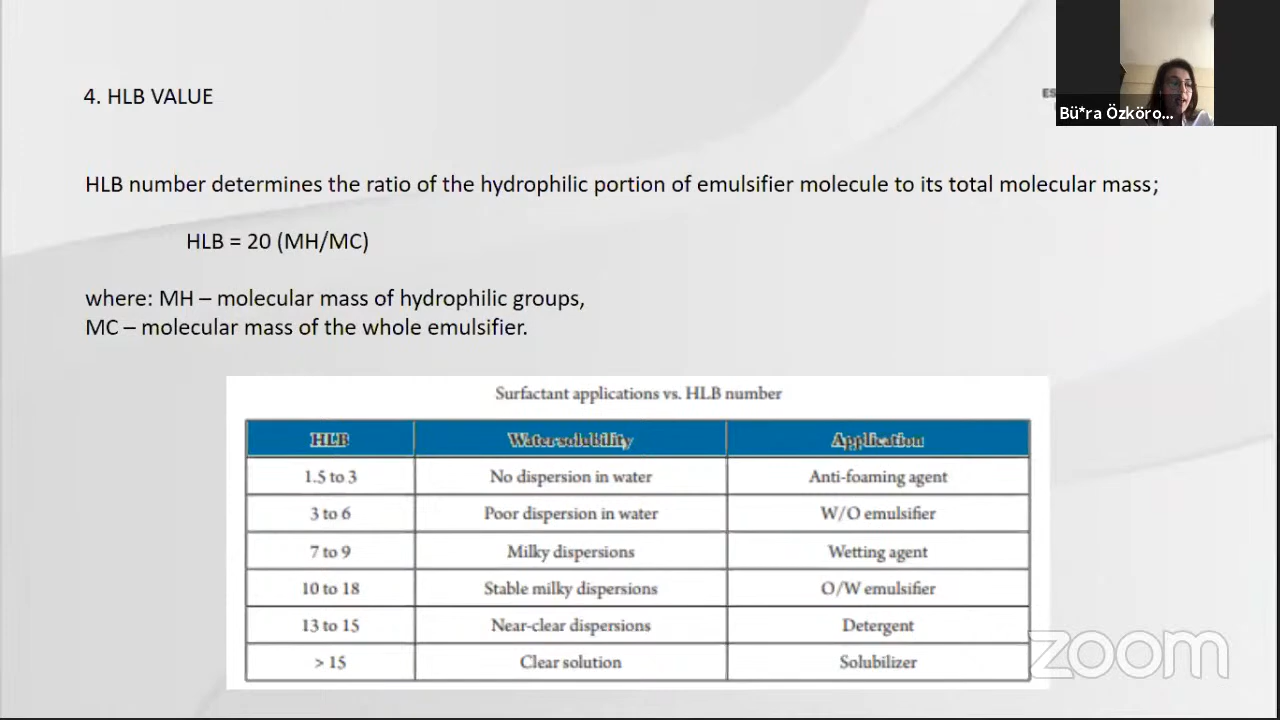 4. HLB VALUE
ES
Bü*ra Özköro...
HLB number determines the ratio of the hydrophilic portion of emulsifier molecule to its total molecular mass;
HLB = 20 (MH/MC)
where: MH – molecular mass of hydrophilic groups,
MC – molecular mass of the whole emulsifier.
Surfactant applications vs. HLB number
HLB Water solubility Application
1.5 to 3 No dispersion in water Anti-foaming agent
3 to 6 Poor dispersion in water W/O emulsifier
7 to 9 Milky dispersions Wetting agent
10 to 18 Stable milky dispersions O/W emulsifier
13 to 15 Near-clear dispersions Detergent
> 15 Clear solution Solubilizer
zoom